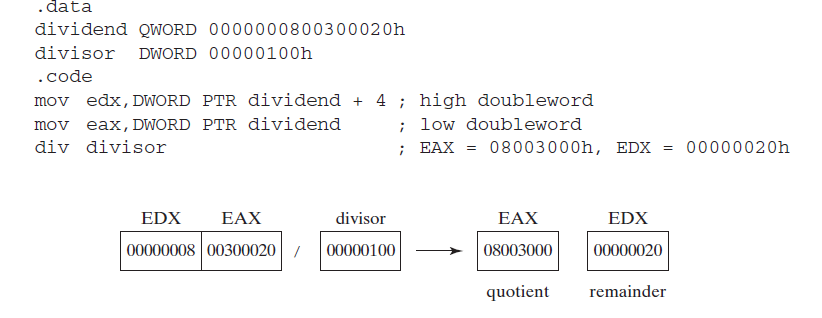 .data
dividend QWORD 0000000800300020h
divisor  DWORD 00000100h
.code
mov  edx,DWORD PTR dividend + 4 ; high doubleword
mov  eax,DWORD PTR dividend     ; low doubleword
div  divisor                    ; EAX = 08003000h, EDX = 00000020h
EDX EAX divisor EAX EDX
00000008 00300020 / 00000100 08003000 00000020
quotient remainder